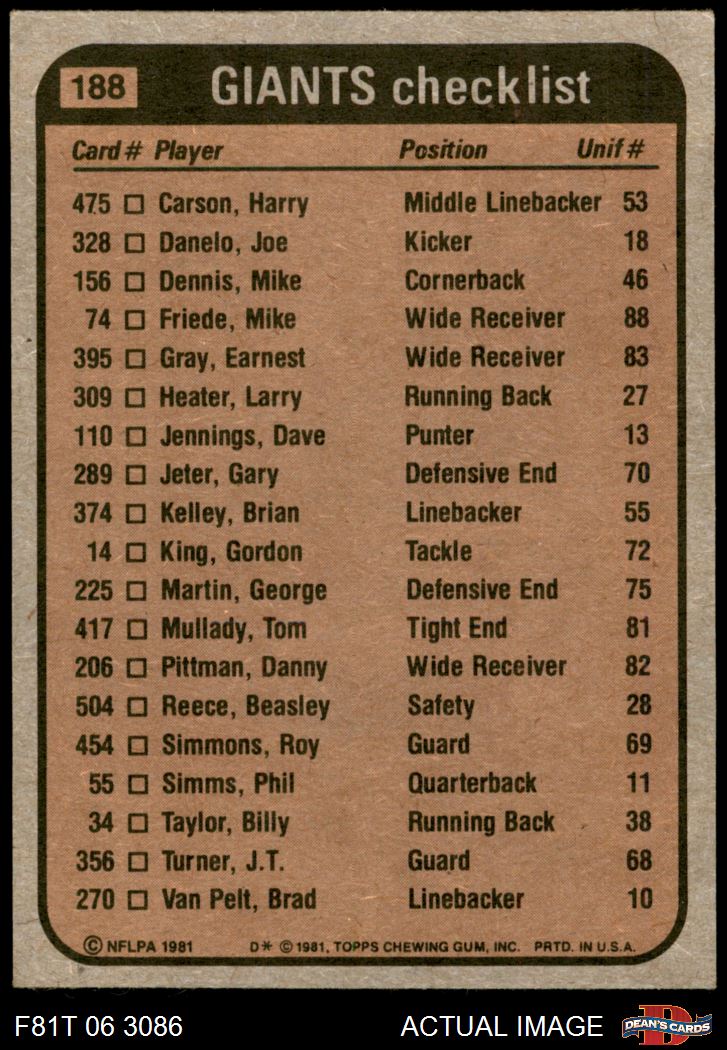 188 GIANTS checklist
Card # Player Position Unif #
475 Carson, Harry Middle Linebacker 53
328 Danelo, Joe Kicker 18
156 Dennis, Mike Cornerback 46
74 Friede, Mike Wide Receiver 88
395 Gray, Earnest Wide Receiver 83
309 Heater, Larry Running Back 27
110 Jennings, Dave Punter 13
289 Jeter, Gary Defensive End 70
374 Kelley, Brian Linebacker 55
14 King, Gordon Tackle 72
225 Martin, George Defensive End 75
417 Mullady, Tom Tight End 81
206 Pittman, Danny Wide Receiver 82
504 Reece, Beasley Safety 28
454 Simmons, Roy Guard 69
55 Simms, Phil Quarterback 11
34 Taylor, Billy Running Back 38
356 Turner, J.T. Guard 68
270 Van Pelt, Brad Linebacker 10
© NFLPA 1981 D* © 1981, TOPPS CHEWING GUM, INC. PRTD. IN U.S.A.
F81T 06 3086 ACTUAL IMAGE D DEAN'S CARDS